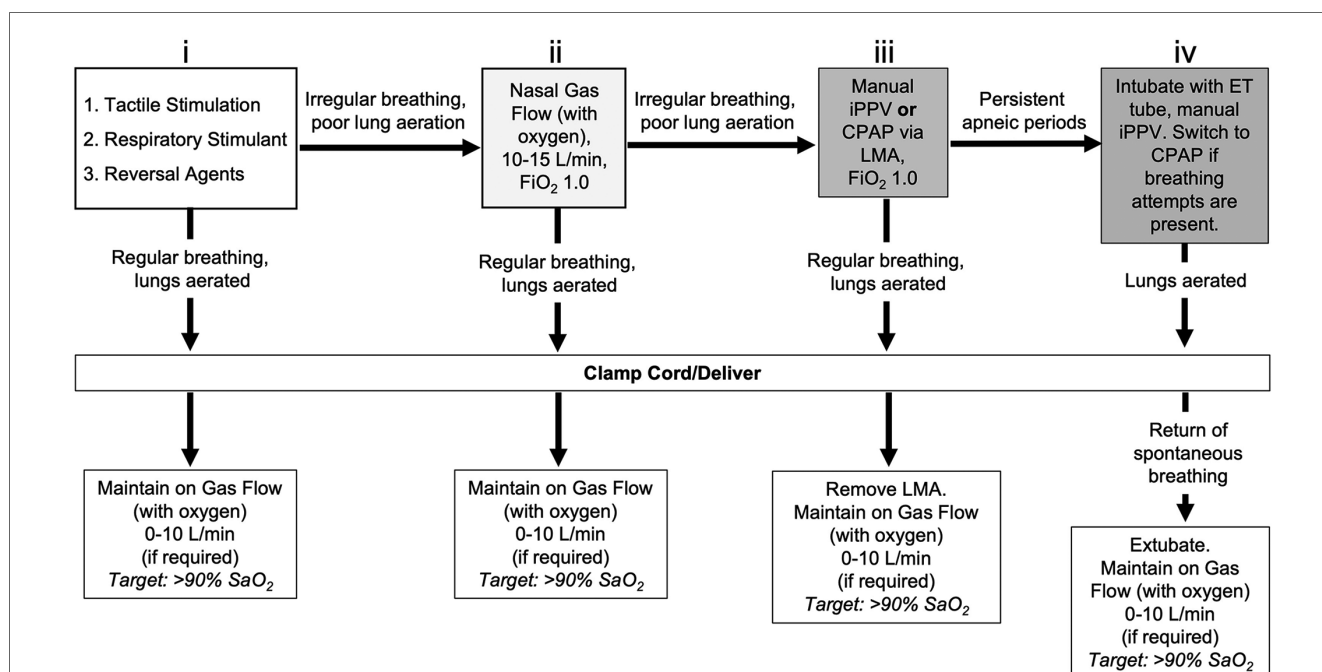 i
1. Tactile Stimulation
2. Respiratory Stimulant
3. Reversal Agents
Irregular breathing,
poor lung aeration
ii
Nasal Gas
Flow (with
oxygen),
10-15 L/min,
FiO₂ 1.0
Irregular breathing,
poor lung aeration
iii
Manual
iPPV or
CPAP via
LMA,
FiO₂ 1.0
Persistent
apneic periods
iv
Intubate with ET
tube, manual
iPPV. Switch to
CPAP if
breathing
attempts are
present.
Regular breathing,
lungs aerated
Regular breathing,
lungs aerated
Regular breathing,
lungs aerated
Lungs aerated
Clamp Cord/Deliver
Maintain on Gas Flow
(with oxygen)
0-10 L/min
(if required)
Target: >90% SaO₂
Maintain on Gas Flow
(with oxygen)
0-10 L/min
(if required)
Target: >90% SaO₂
Remove LMA.
Maintain on Gas Flow
(with oxygen)
0-10 L/min
(if required)
Target: >90% SaO₂
Return of
spontaneous
breathing
Extubate.
Maintain on Gas
Flow (with oxygen)
0-10 L/min
(if required)
Target: >90% SaO₂